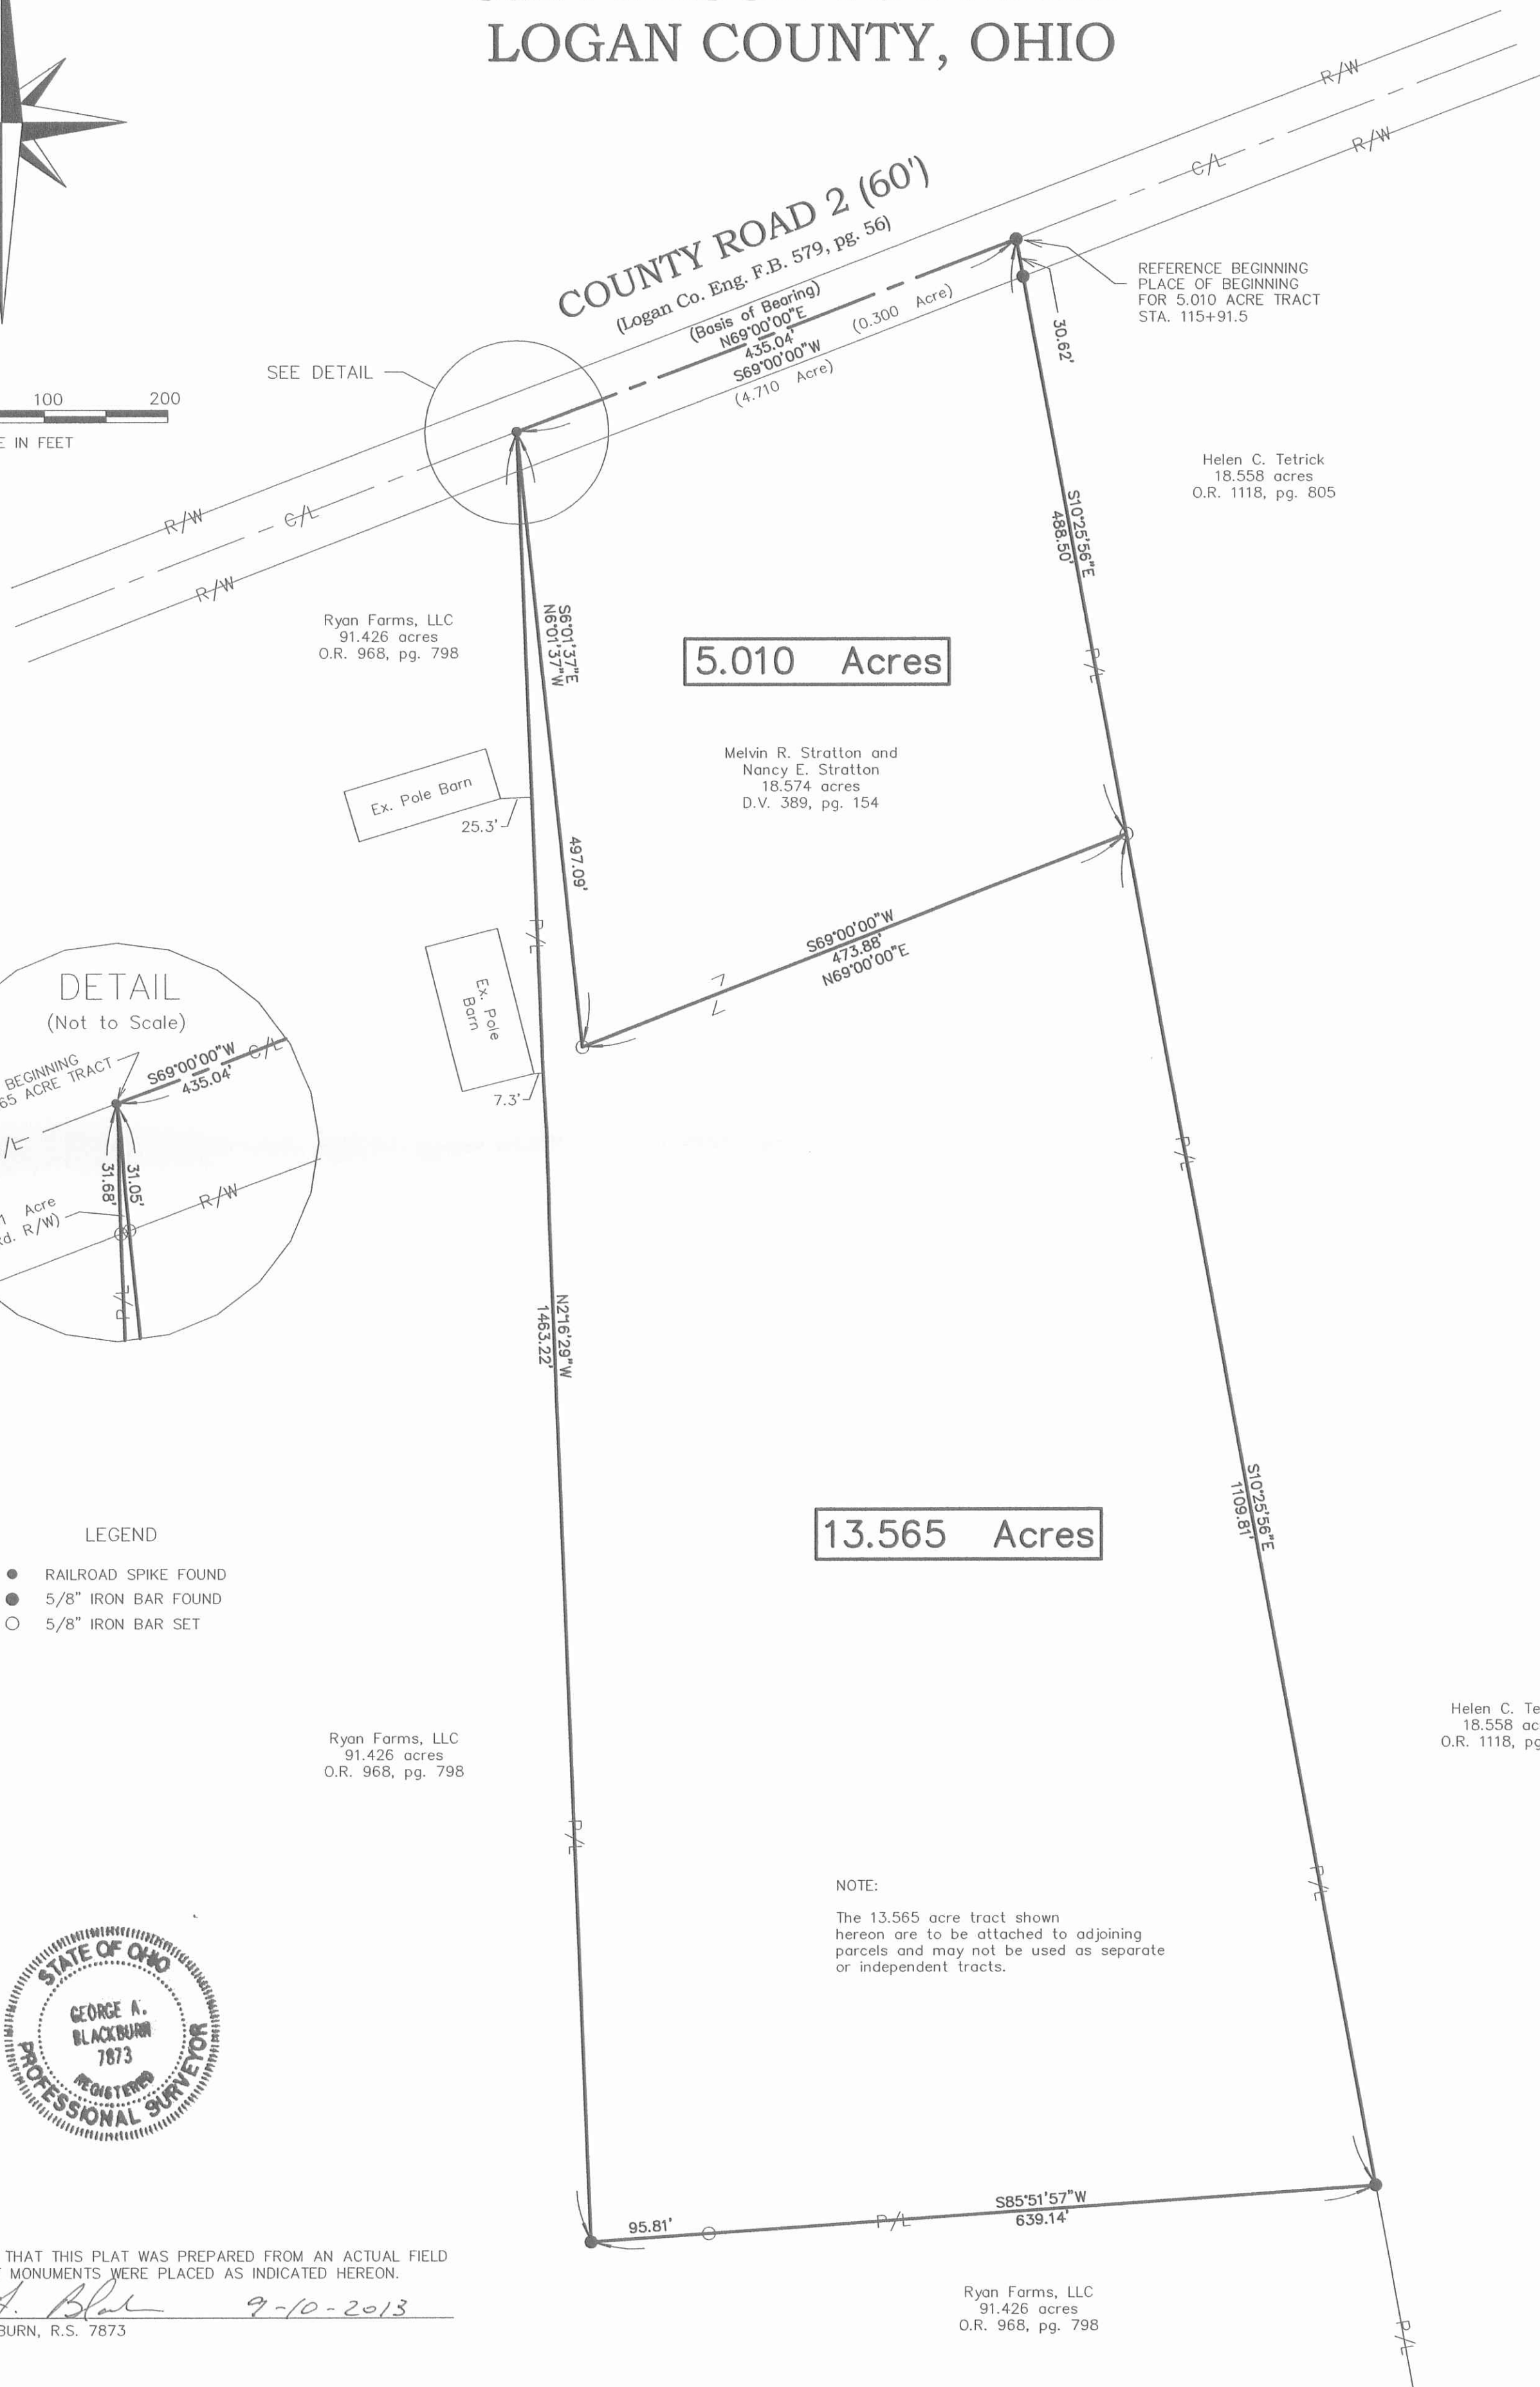 LOGAN COUNTY, OHIO
R/W
C/L
R/W
COUNTY ROAD 2 (60')
(Logan Co. Eng. F.B. 579, pg. 56)
(Basis of Bearing)
N69°00'00"E
435.04'
S69°00'00"W
(0.300 Acre)
(4.710 Acre)
REFERENCE BEGINNING
PLACE OF BEGINNING
FOR 5.010 ACRE TRACT
STA. 115+91.5
30.62'
SEE DETAIL
100 200
E IN FEET
R/W
C/L
R/W
Helen C. Tetrick
18.558 acres
O.R. 1118, pg. 805
S10°25'56"E
488.50'
P/L
Ryan Farms, LLC
91.426 acres
O.R. 968, pg. 798
S6°01'37"E
N6°01'37"W
497.09'
5.010 Acres
Melvin R. Stratton and
Nancy E. Stratton
18.574 acres
D.V. 389, pg. 154
Ex. Pole Barn
25.3'
P/L
Ex. Pole
Barn
7.3'
S69°00'00"W
473.88'
N69°00'00"E
DETAIL
(Not to Scale)
BEGINNING
65 ACRE TRACT
S69°00'00"W
C/L
435.04'
/L
31.68'
31.05'
R/W
1 Acre
d. R/W)
P/L
P/L
N2°16'29"W
1463.22'
S10°25'56"E
1109.81'
13.565 Acres
LEGEND
RAILROAD SPIKE FOUND
5/8" IRON BAR FOUND
5/8" IRON BAR SET
Ryan Farms, LLC
91.426 acres
O.R. 968, pg. 798
Helen C. Te
18.558 ac
O.R. 1118, pg
P/L
P/L
NOTE:
The 13.565 acre tract shown
hereon are to be attached to adjoining
parcels and may not be used as separate
or independent tracts.
STATE OF OHIO
GEORGE A.
BLACKBURN
7873
REGISTERED
PROFESSIONAL SURVEYOR
95.81'
P/L
S85°51'57"W
639.14'
THAT THIS PLAT WAS PREPARED FROM AN ACTUAL FIELD
MONUMENTS WERE PLACED AS INDICATED HEREON.
9-10-2013
BURN, R.S. 7873
Ryan Farms, LLC
91.426 acres
O.R. 968, pg. 798
P/L